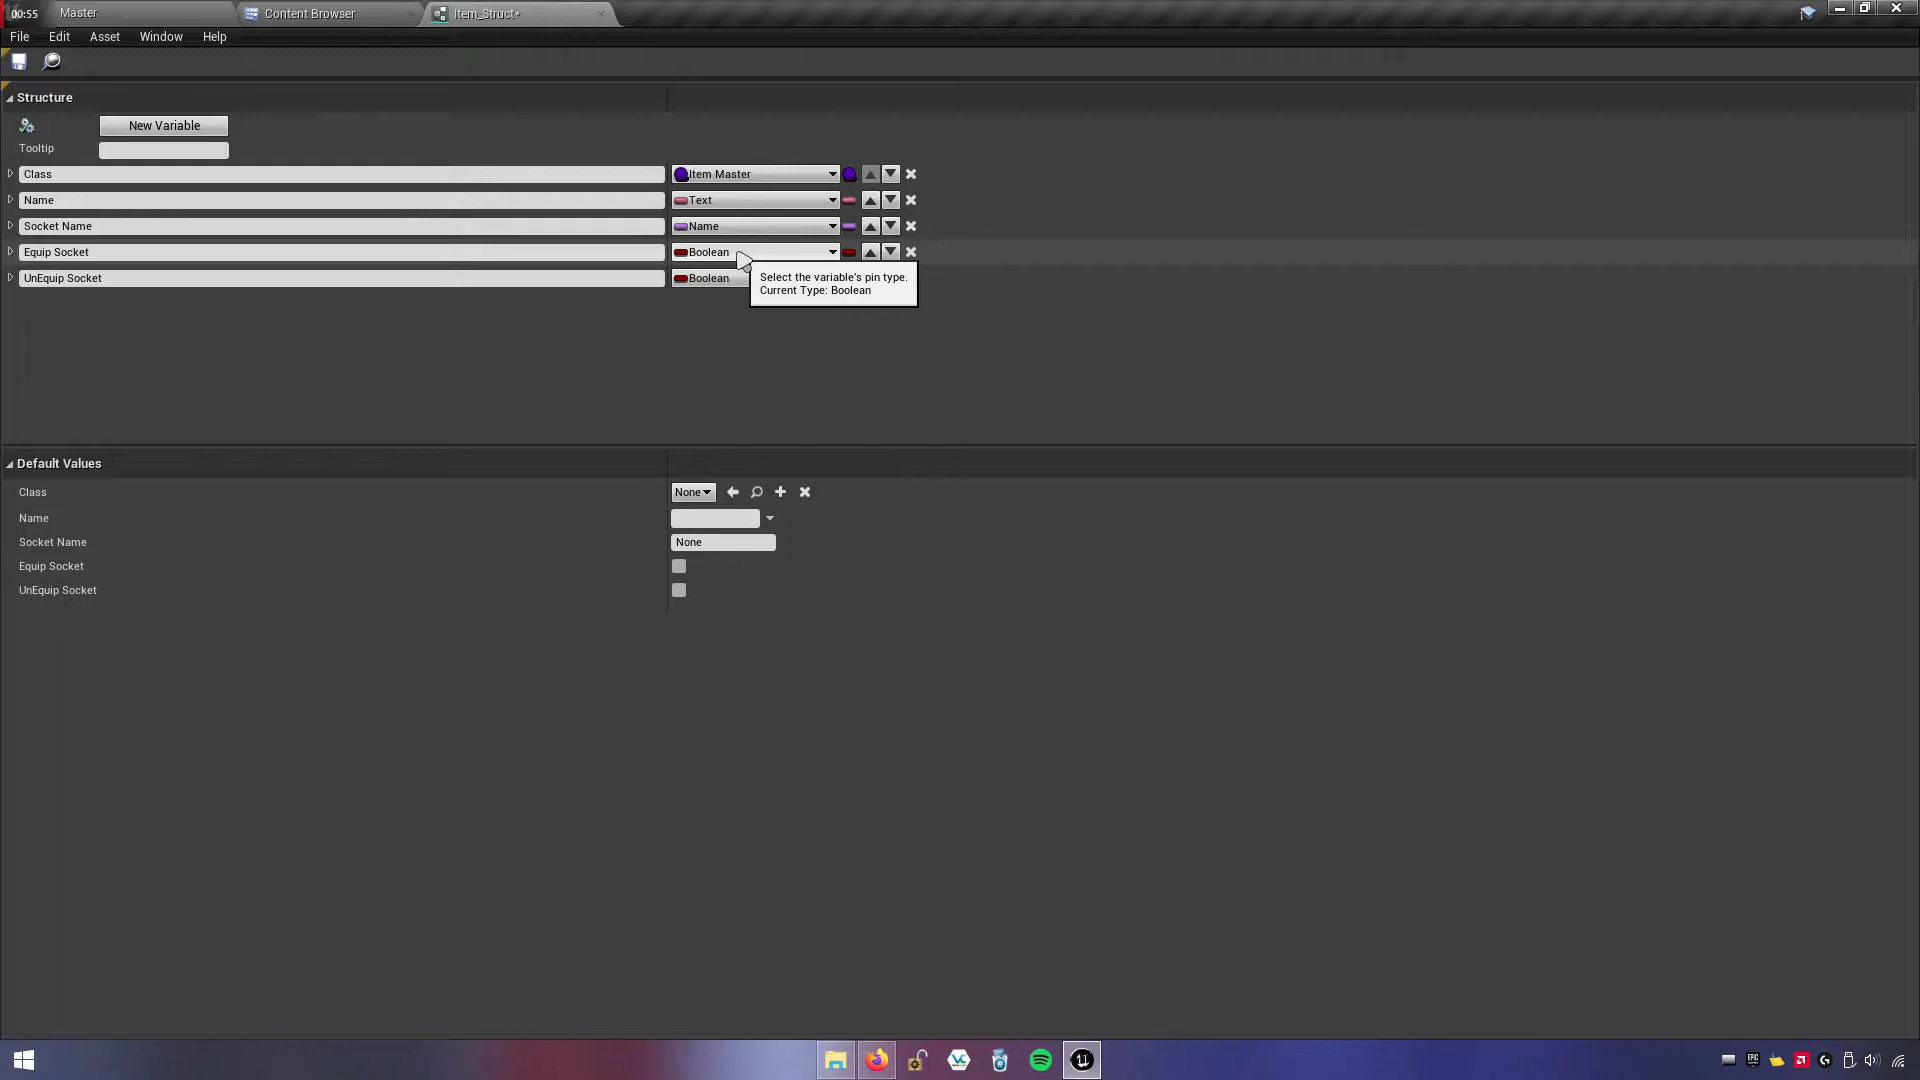 00:55 Master Content Browser Item_Struct*
File Edit Asset Window Help
Structure
New Variable
Tooltip
Class Item Master
Name Text
Socket Name Name
Equip Socket Boolean
UnEquip Socket Boolean
Select the variable's pin type.
Current Type: Boolean
Default Values
Class None
Name
Socket Name None
Equip Socket
UnEquip Socket